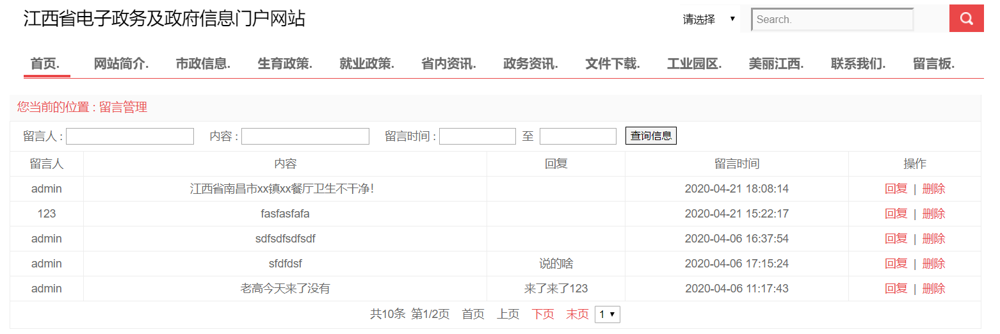 江西省电子政务及政府信息门户网站 请选择 Search.
首页. 网站简介. 市政信息. 生育政策. 就业政策. 省内资讯. 政务资讯. 文件下载. 工业园区. 美丽江西. 联系我们. 留言板.
您当前的位置 : 留言管理
留言人 : 内容 : 留言时间 : 至 查询信息
留言人 内容 回复 留言时间 操作
admin 江西省南昌市xx镇xx餐厅卫生不干净! 2020-04-21 18:08:14 回复 | 删除
123 fasfasfafa 2020-04-21 15:22:17 回复 | 删除
admin sdfsdfsdfsdf 2020-04-06 16:37:54 回复 | 删除
admin sfdfdsf 说的啥 2020-04-06 17:15:24 回复 | 删除
admin 老高今天来了没有 来了来了123 2020-04-06 11:17:43 回复 | 删除
共10条 第1/2页 首页 上页 下页 末页 1